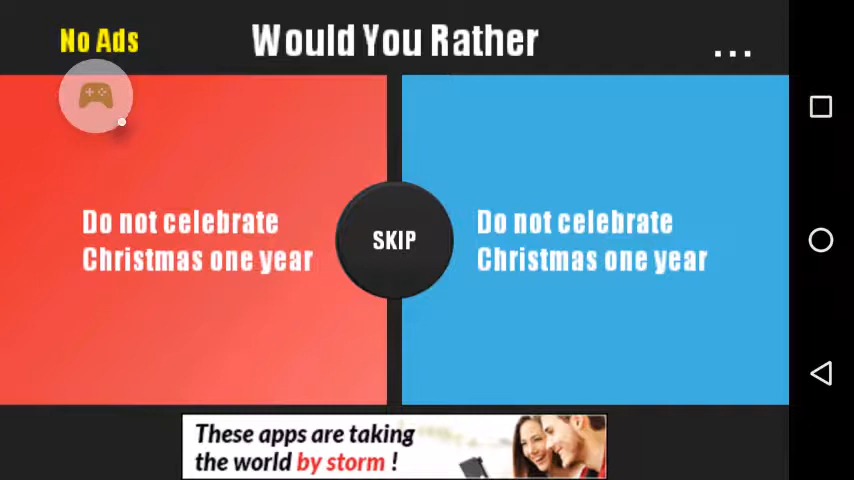 No Ads
Would You Rather
...
Do not celebrate
Christmas one year
SKIP
Do not celebrate
Christmas one year
These apps are taking
the world by storm !